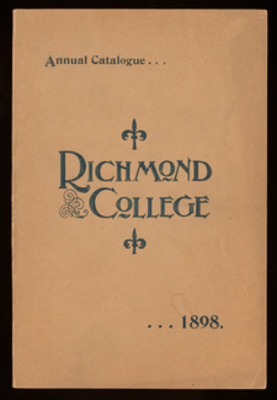 Annual Catalogue...
RICHMOND
COLLEGE
...1898.